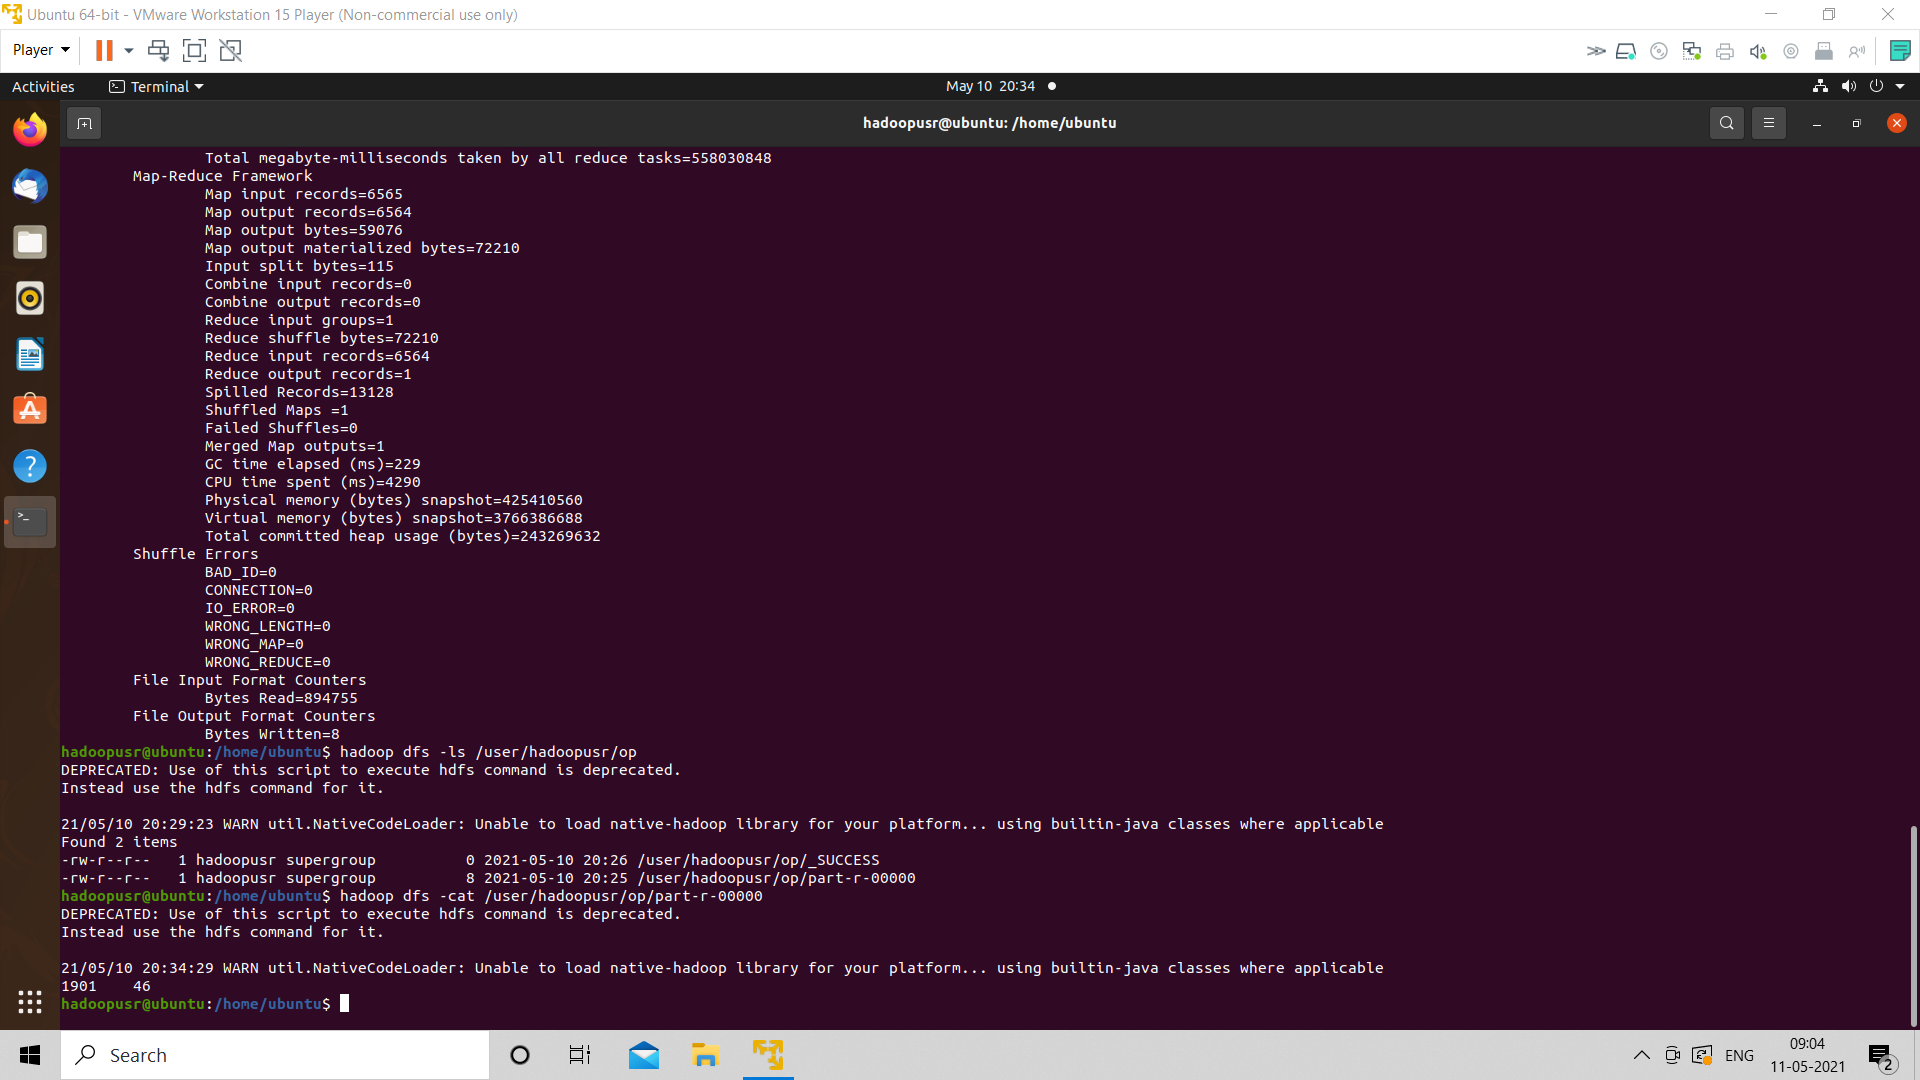 Ubuntu 64-bit - VMware Workstation 15 Player (Non-commercial use only)
Player
Activities
Terminal
May 10 20:34
hadoopusr@ubuntu: /home/ubuntu
Total megabyte-milliseconds taken by all reduce tasks=558030848
Map-Reduce Framework
Map input records=6565
Map output records=6564
Map output bytes=59076
Map output materialized bytes=72210
Input split bytes=115
Combine input records=0
Combine output records=0
Reduce input groups=1
Reduce shuffle bytes=72210
Reduce input records=6564
Reduce output records=1
Spilled Records=13128
Shuffled Maps =1
Failed Shuffles=0
Merged Map outputs=1
GC time elapsed (ms)=229
CPU time spent (ms)=4290
Physical memory (bytes) snapshot=425410560
Virtual memory (bytes) snapshot=3766386688
Total committed heap usage (bytes)=243269632
Shuffle Errors
BAD_ID=0
CONNECTION=0
IO_ERROR=0
WRONG_LENGTH=0
WRONG_MAP=0
WRONG_REDUCE=0
File Input Format Counters
Bytes Read=894755
File Output Format Counters
Bytes Written=8
hadoopusr@ubuntu:/home/ubuntu$ hadoop dfs -ls /user/hadoopusr/op
DEPRECATED: Use of this script to execute hdfs command is deprecated.
Instead use the hdfs command for it.
21/05/10 20:29:23 WARN util.NativeCodeLoader: Unable to load native-hadoop library for your platform... using builtin-java classes where applicable
Found 2 items
-rw-r--r--   1 hadoopusr supergroup          0 2021-05-10 20:26 /user/hadoopusr/op/_SUCCESS
-rw-r--r--   1 hadoopusr supergroup          8 2021-05-10 20:25 /user/hadoopusr/op/part-r-00000
hadoopusr@ubuntu:/home/ubuntu$ hadoop dfs -cat /user/hadoopusr/op/part-r-00000
DEPRECATED: Use of this script to execute hdfs command is deprecated.
Instead use the hdfs command for it.
21/05/10 20:34:29 WARN util.NativeCodeLoader: Unable to load native-hadoop library for your platform... using builtin-java classes where applicable
1901    46
hadoopusr@ubuntu:/home/ubuntu$
Search
ENG
09:04
11-05-2021
2